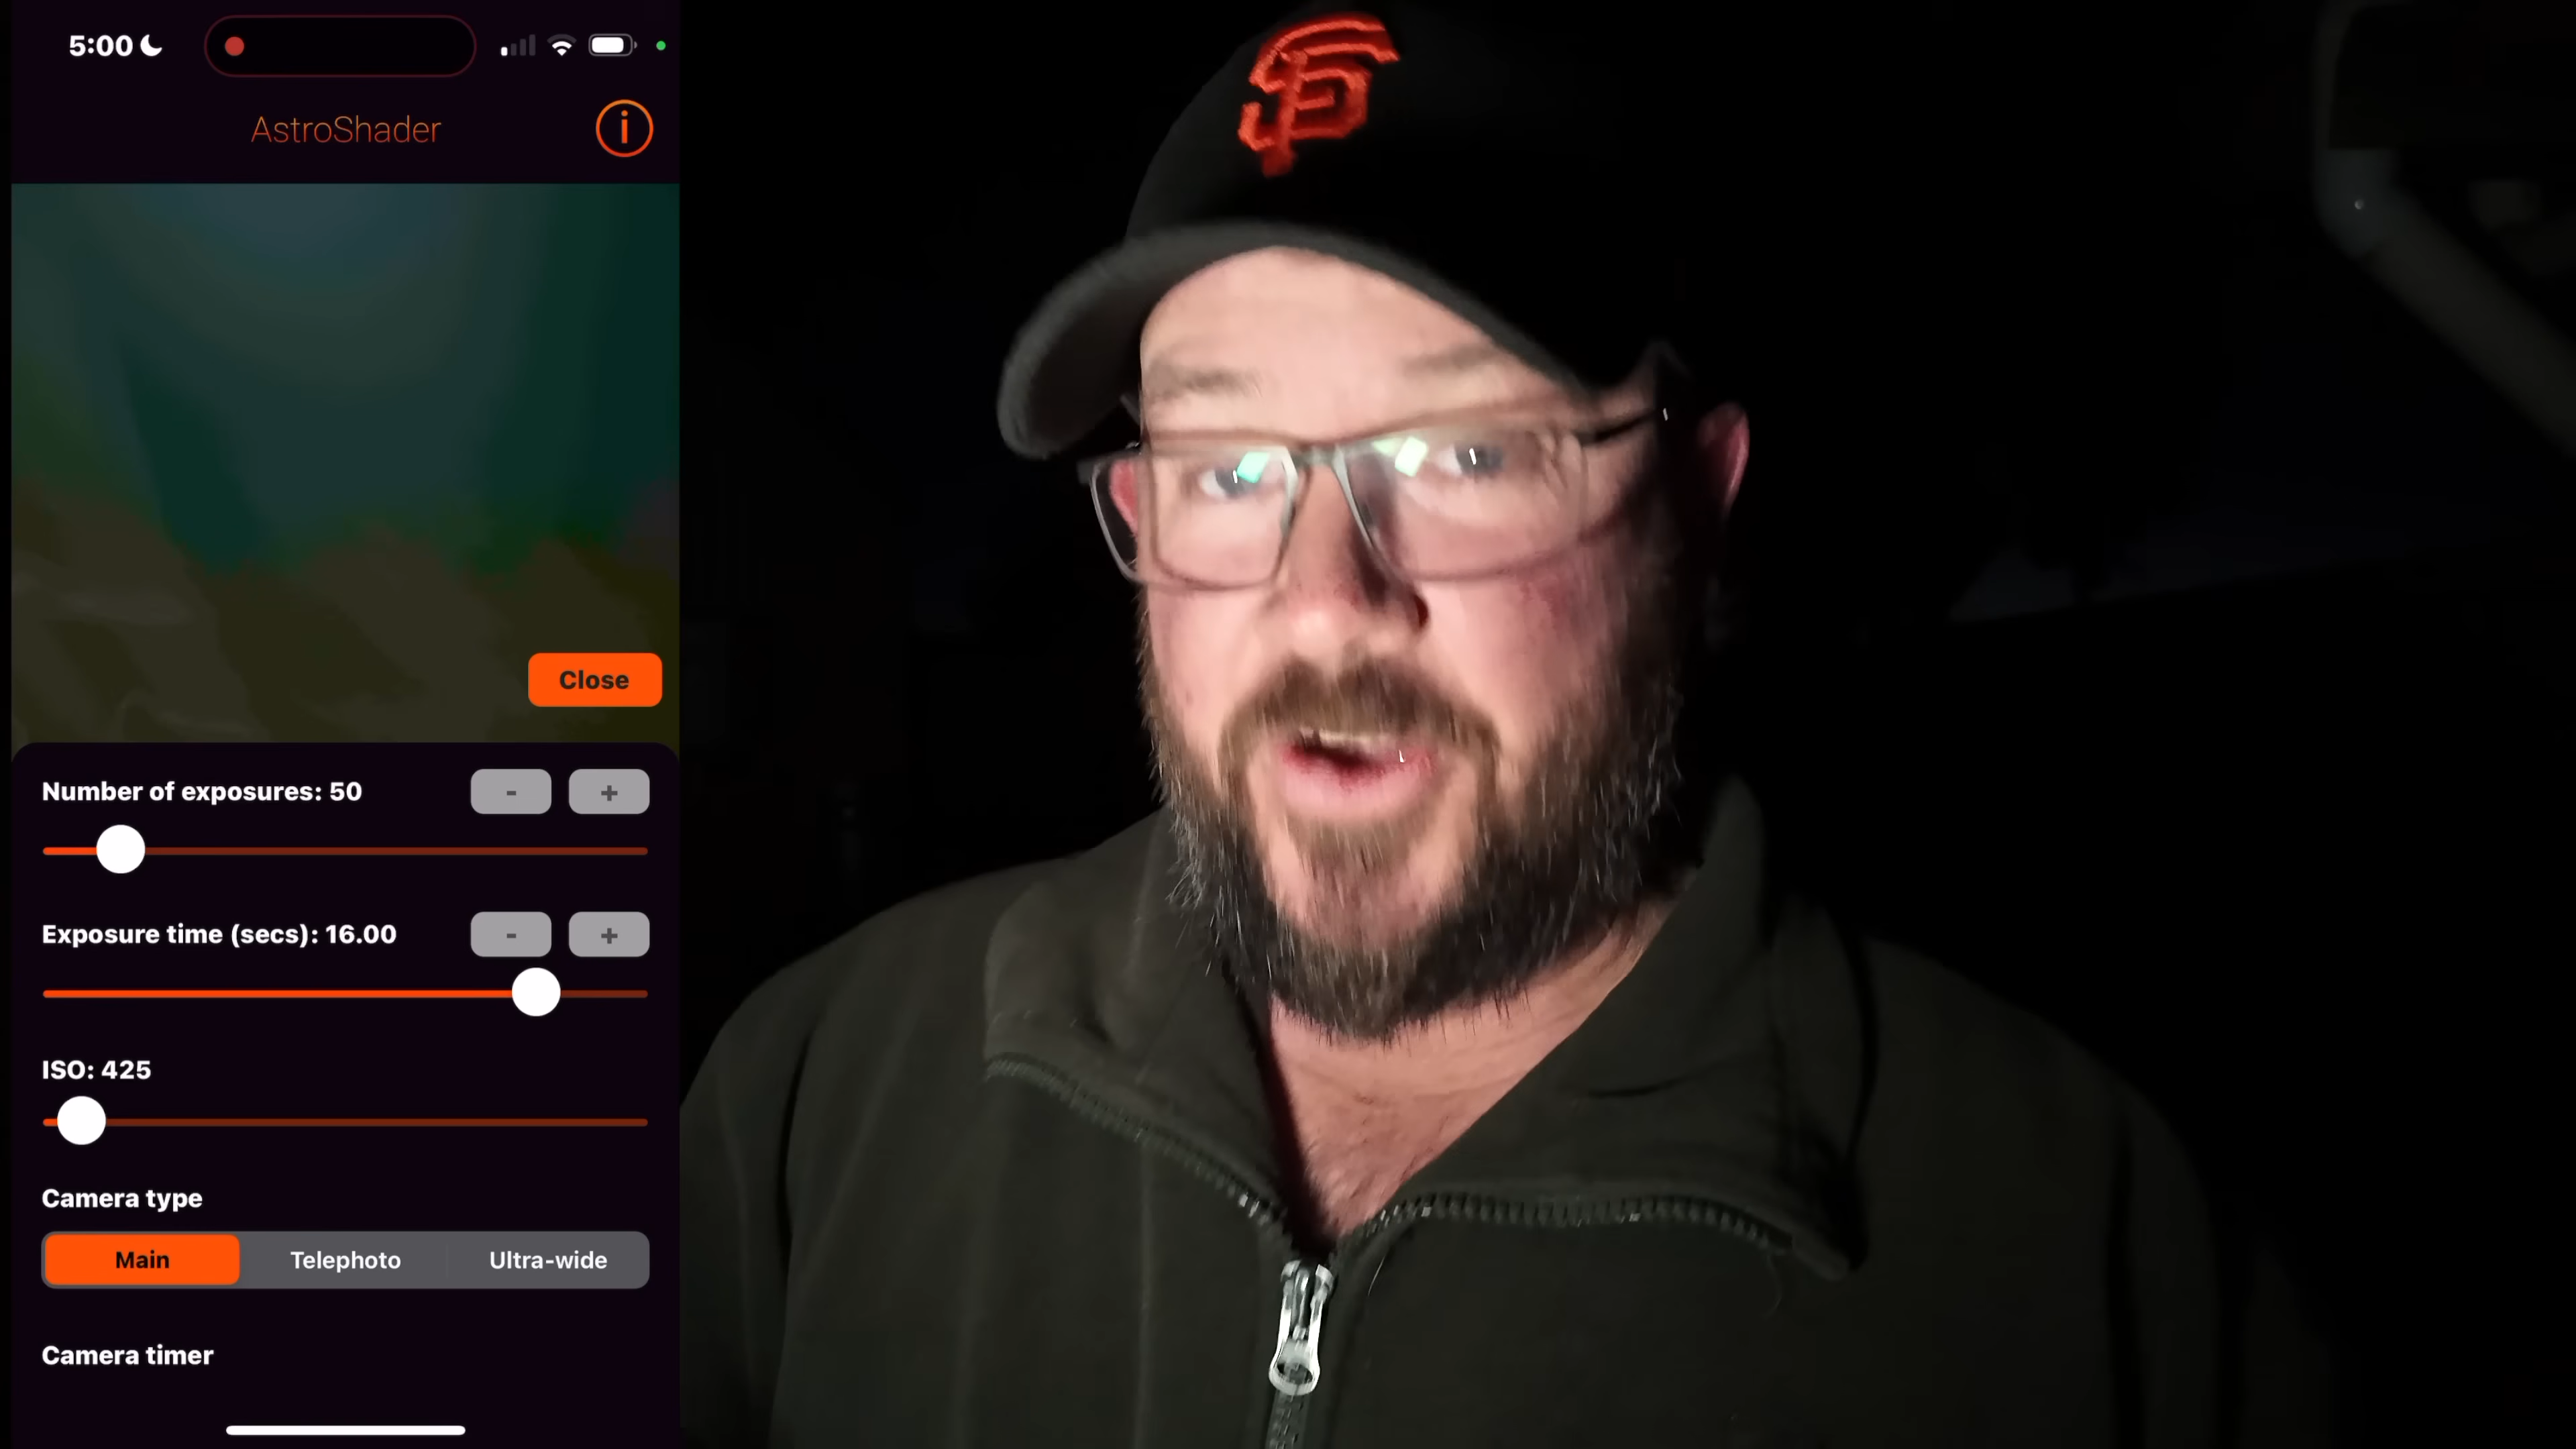 5:00
AstroShader
i
SF
Close
Number of exposures: 50
- +
Exposure time (secs): 16.00
- +
ISO: 425
Camera type
Main Telephoto Ultra-wide
Camera timer